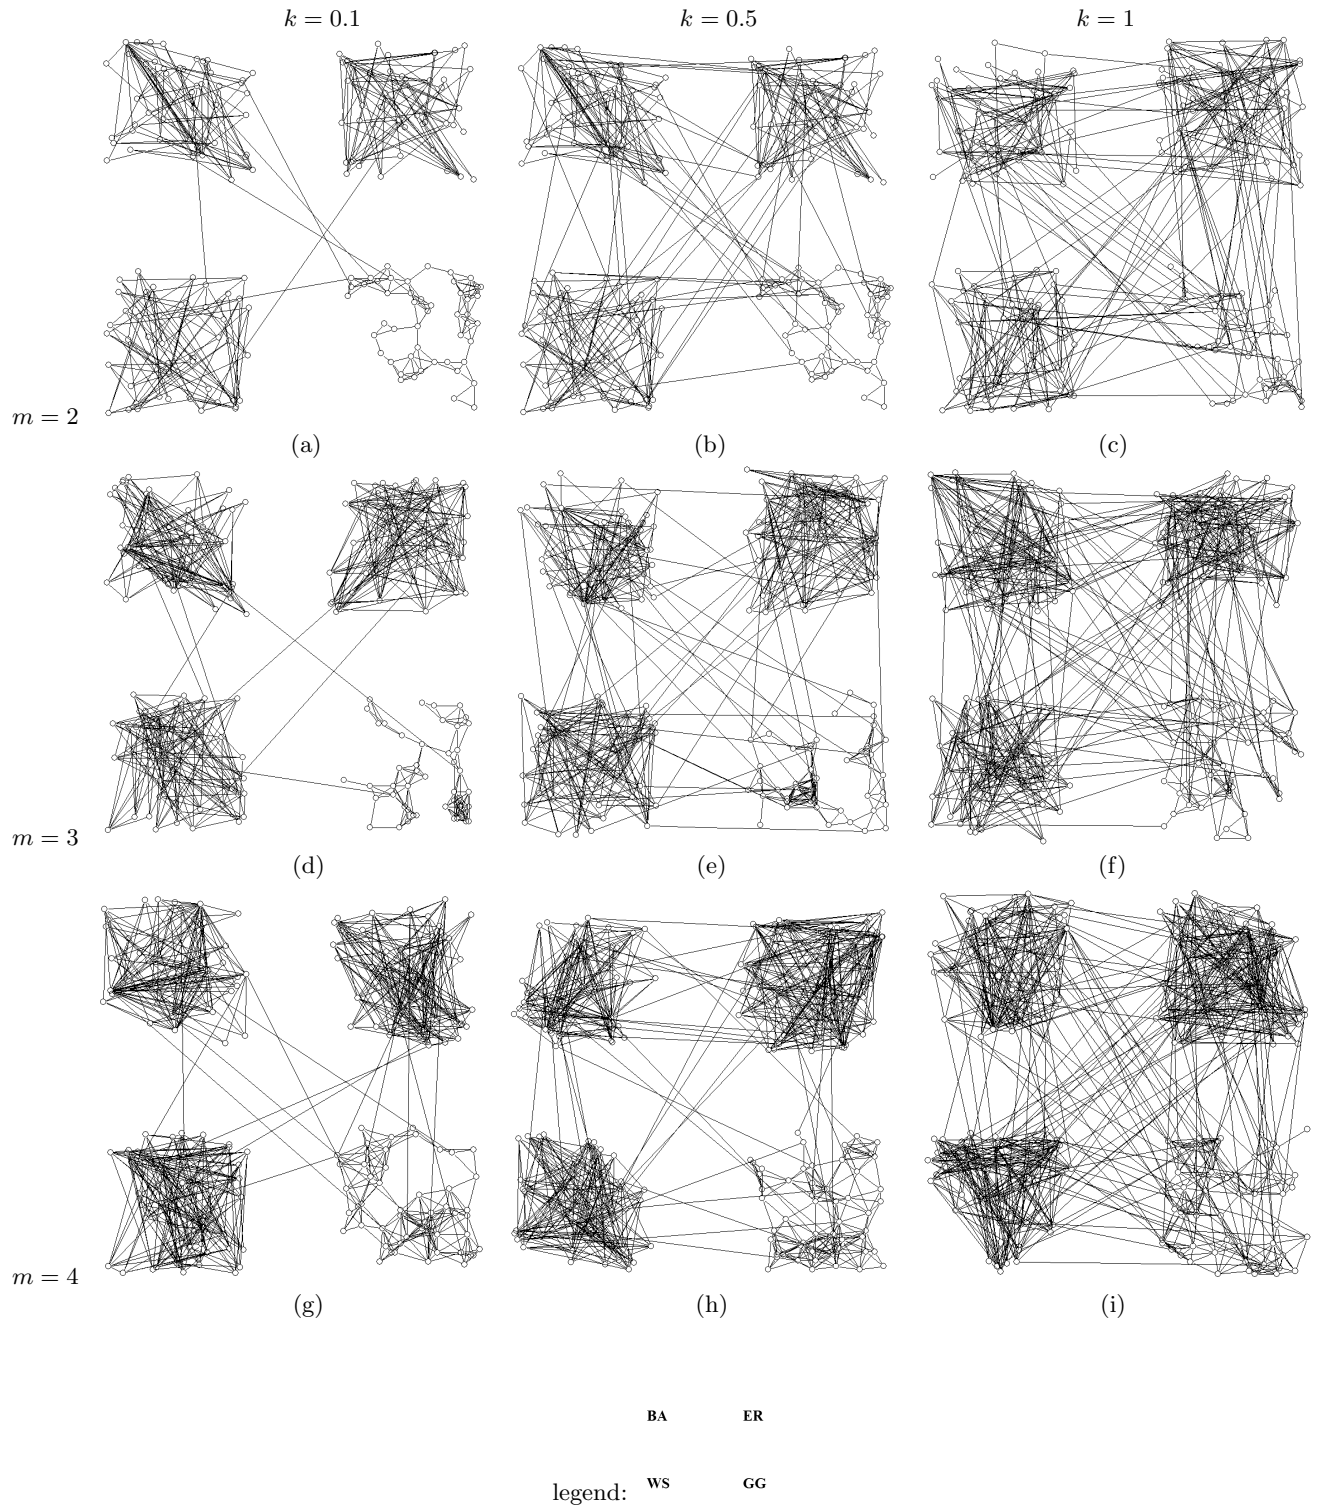 k = 0.1 k = 0.5 k = 1
m = 2
(a) (b) (c)
m = 3
(d) (e) (f)
m = 4
(g) (h) (i)
BA ER
legend: WS GG